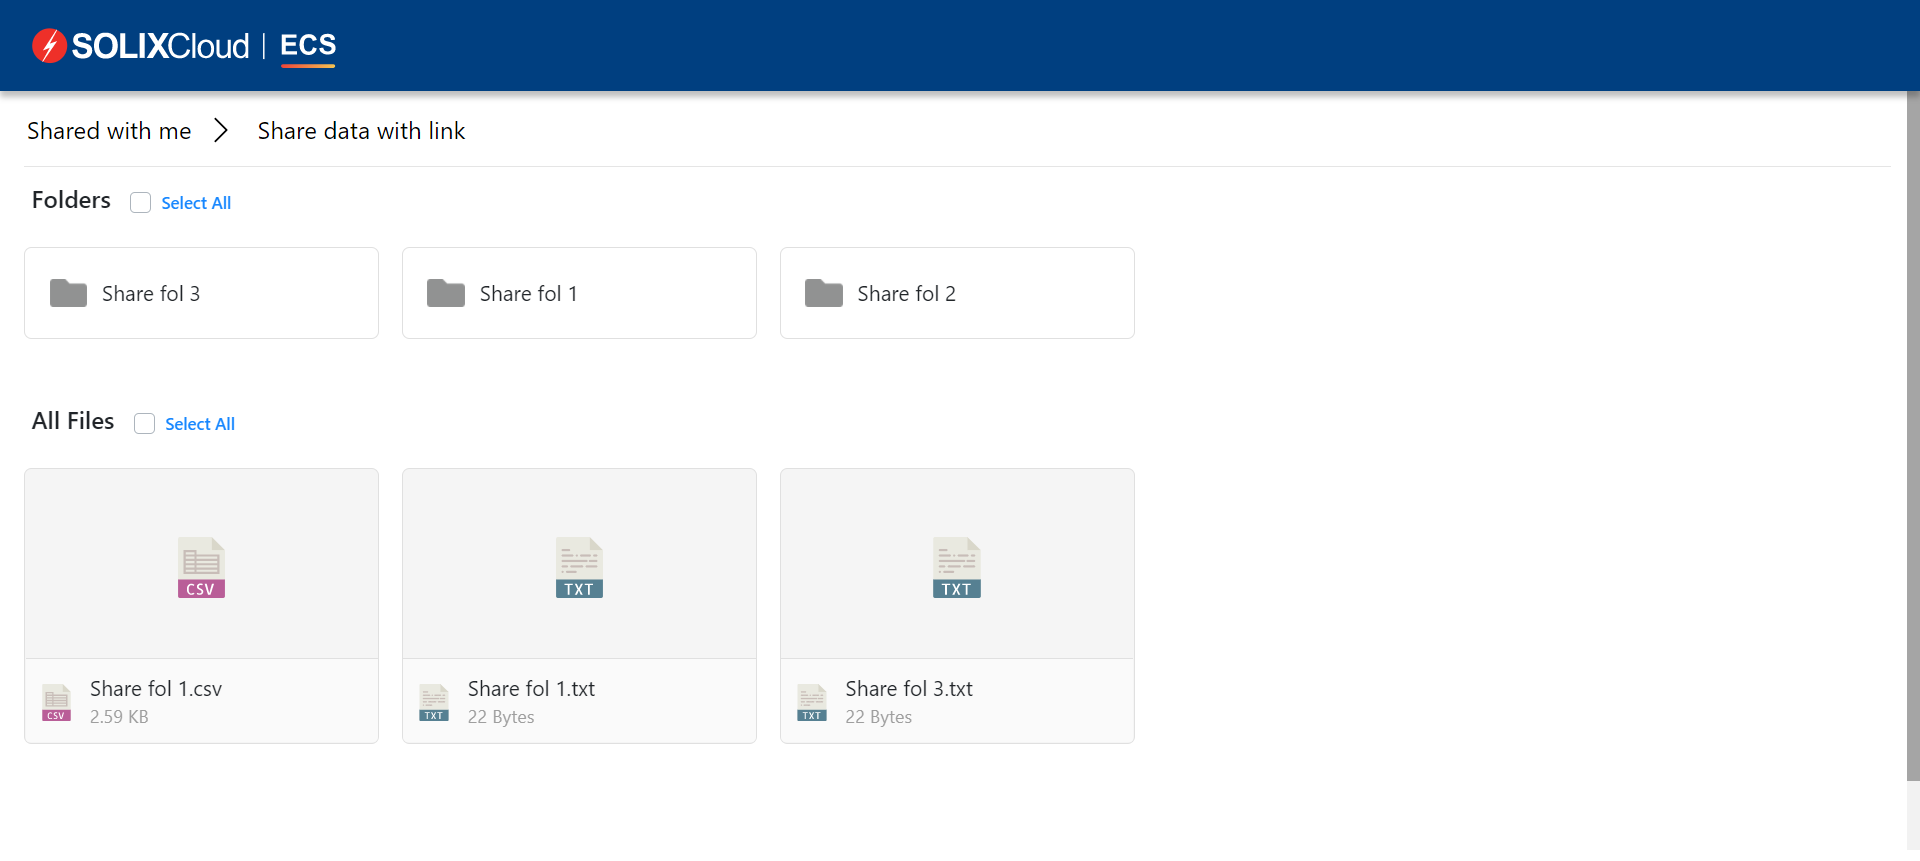 SOLIXCloud | ECS
Shared with me > Share data with link
Folders Select All
Share fol 3 Share fol 1 Share fol 2
All Files Select All
CSV TXT TXT
Share fol 1.csv Share fol 1.txt Share fol 3.txt
CSV 2.59 KB TXT 22 Bytes TXT 22 Bytes